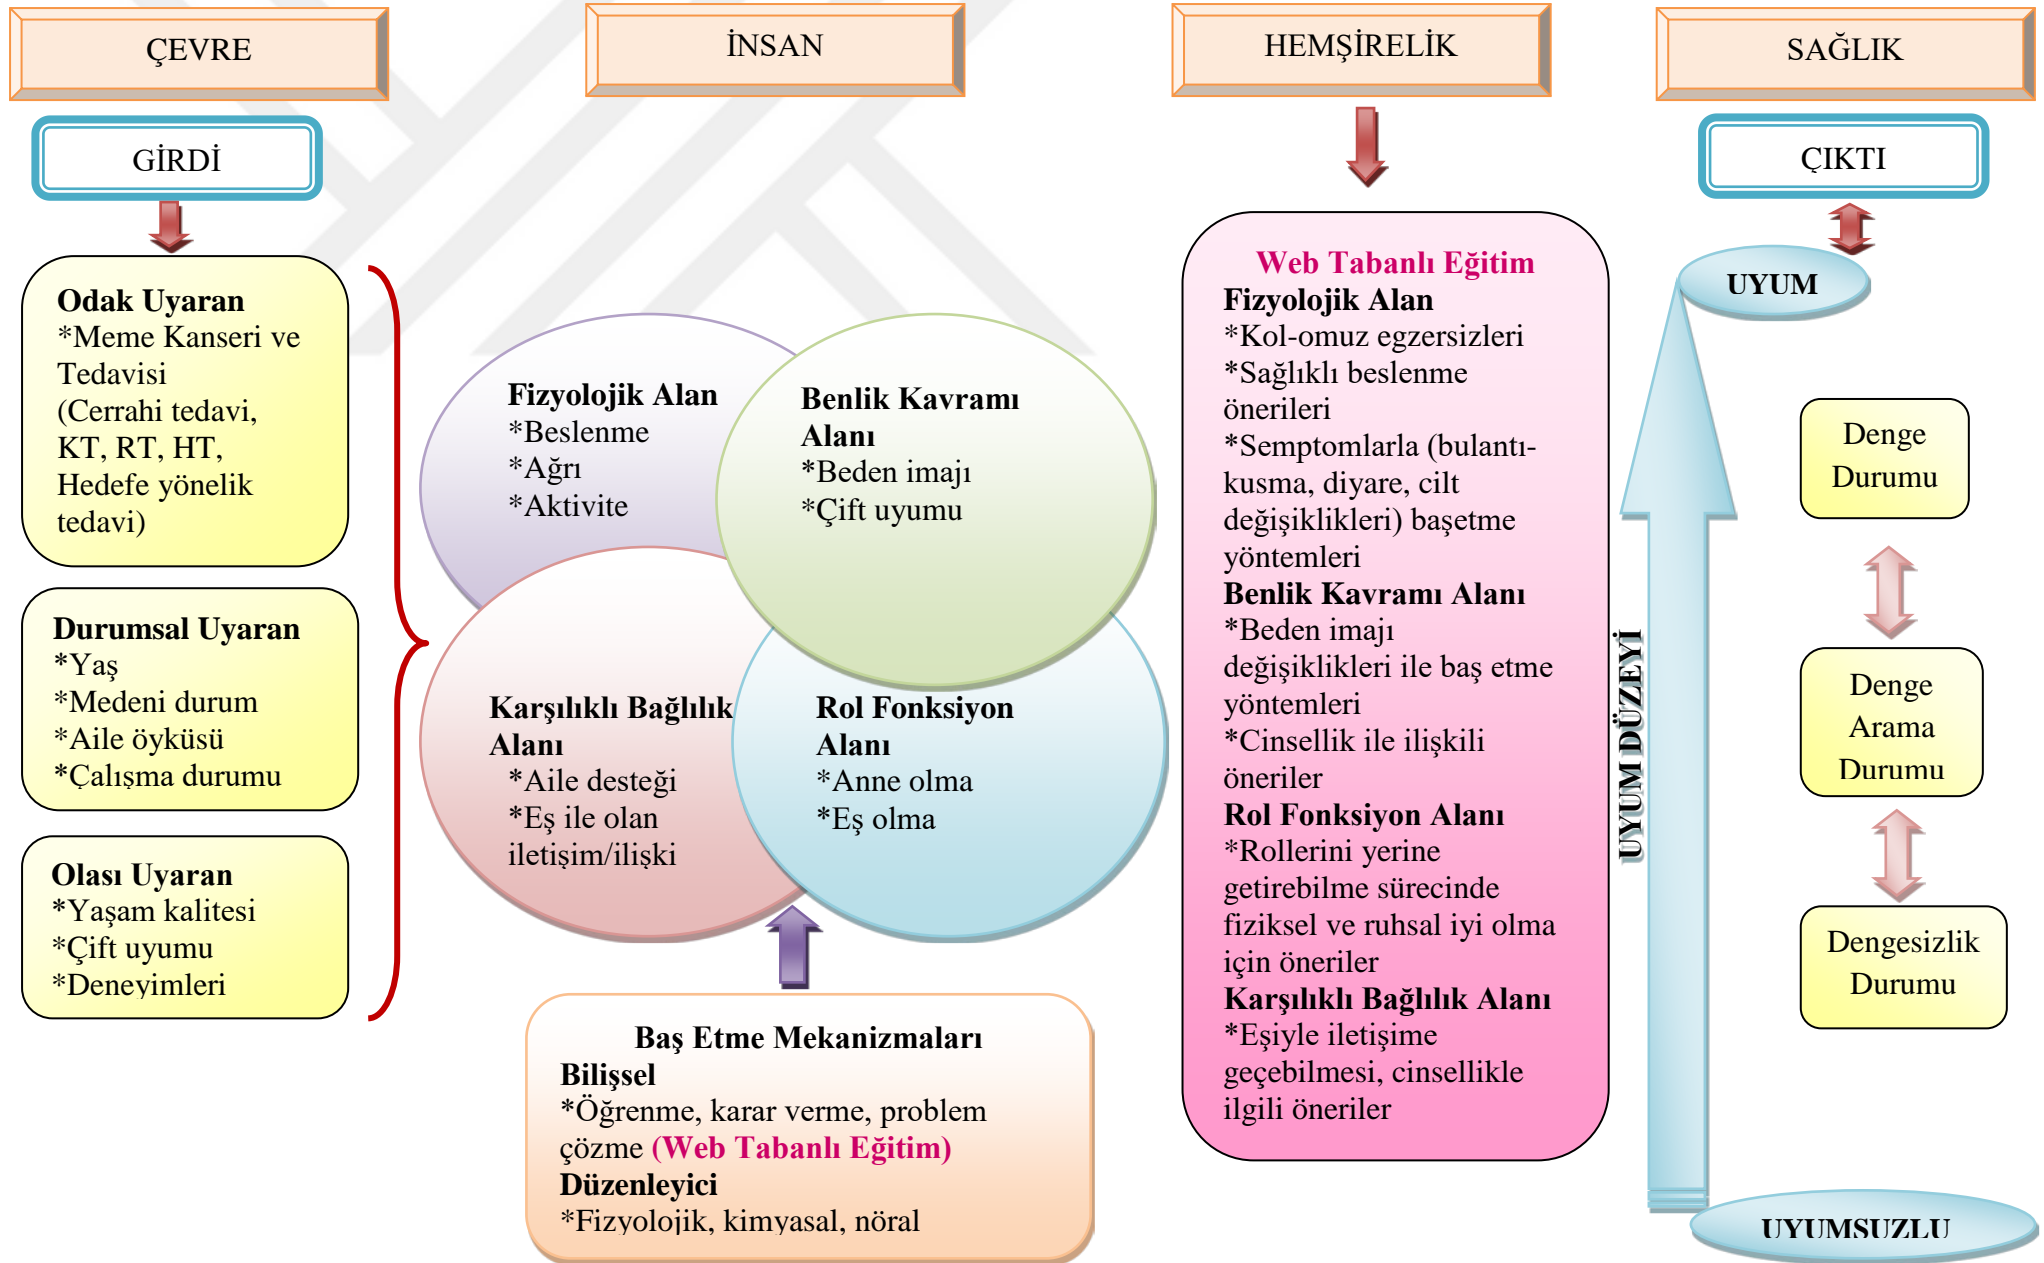 ÇEVRE
GİRDİ
Odak Uyaran
*Meme Kanseri ve
Tedavisi
(Cerrahi tedavi,
KT, RT, HT,
Hedefe yönelik
tedavi)
Durumsal Uyaran
*Yaş
*Medeni durum
*Aile öyküsü
*Çalışma durumu
Olası Uyaran
*Yaşam kalitesi
*Çift uyumu
*Deneyimleri
İNSAN
Fizyolojik Alan
*Beslenme
*Ağrı
*Aktivite
Benlik Kavramı
Alanı
*Beden imajı
*Çift uyumu
Karşılıklı Bağlılık
Alanı
*Aile desteği
*Eş ile olan
iletişim/ilişki
Rol Fonksiyon
Alanı
*Anne olma
*Eş olma
Baş Etme Mekanizmaları
Bilişsel
*Öğrenme, karar verme, problem
çözme (Web Tabanlı Eğitim)
Düzenleyici
*Fizyolojik, kimyasal, nöral
HEMŞİRELİK
Web Tabanlı Eğitim
Fizyolojik Alan
*Kol-omuz egzersizleri
*Sağlıklı beslenme
önerileri
*Semptomlarla (bulantı-
kusma, diyare, cilt
değişiklikleri) başetme
yöntemleri
Benlik Kavramı Alanı
*Beden imajı
değişiklikleri ile baş etme
yöntemleri
*Cinsellik ile ilişkili
öneriler
Rol Fonksiyon Alanı
*Rollerini yerine
getirebilme sürecinde
fiziksel ve ruhsal iyi olma
için öneriler
Karşılıklı Bağlılık Alanı
*Eşiyle iletişime
geçebilmesi, cinsellikle
ilgili öneriler
SAĞLIK
ÇIKTI
UYUM
UYUM DÜZEYİ
UYUMSUZLU
Denge
Durumu
Denge
Arama
Durumu
Dengesizlik
Durumu